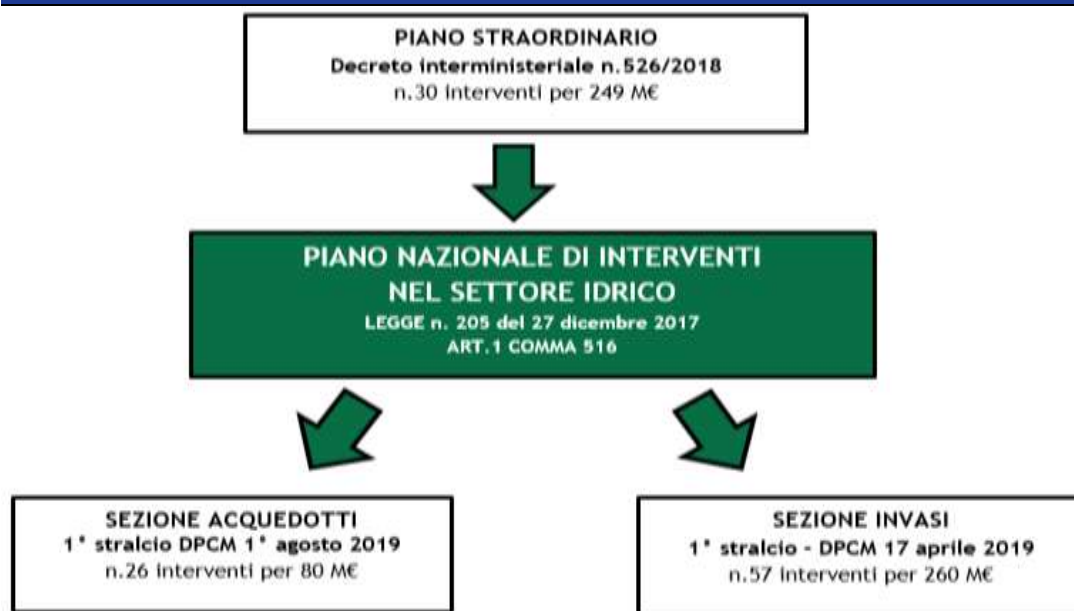 PIANO STRAORDINARIO
Decreto interministeriale n.526/2018
n.30 interventi per 249 M€
PIANO NAZIONALE DI INTERVENTI
NEL SETTORE IDRICO
LEGGE n. 205 del 27 dicembre 2017
ART.1 COMMA 516
SEZIONE ACQUEDOTTI
1° stralcio DPCM 1° agosto 2019
n.26 interventi per 80 M€
SEZIONE INVASI
1° stralcio - DPCM 17 aprile 2019
n.57 interventi per 260 M€